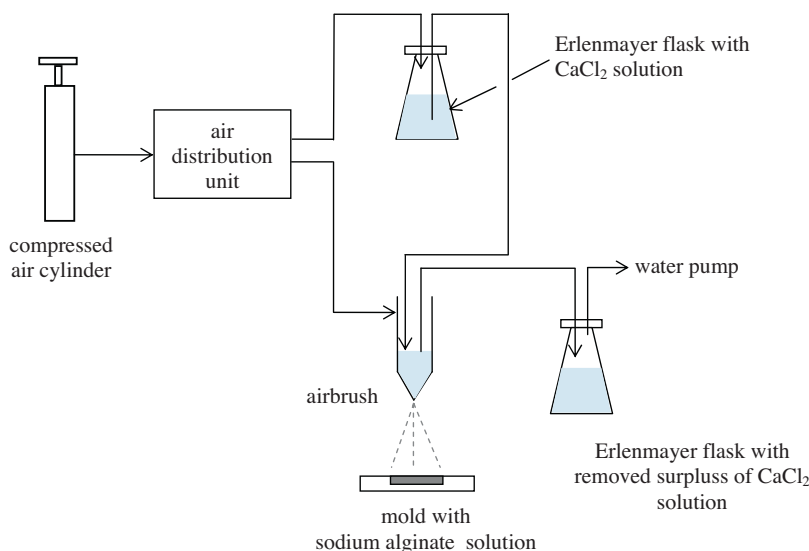 Erlenmayer flask with
CaCl₂ solution
air
distribution
unit
compressed
air cylinder
water pump
airbrush
Erlenmayer flask with
removed surpluss of CaCl₂
solution
mold with
sodium alginate solution